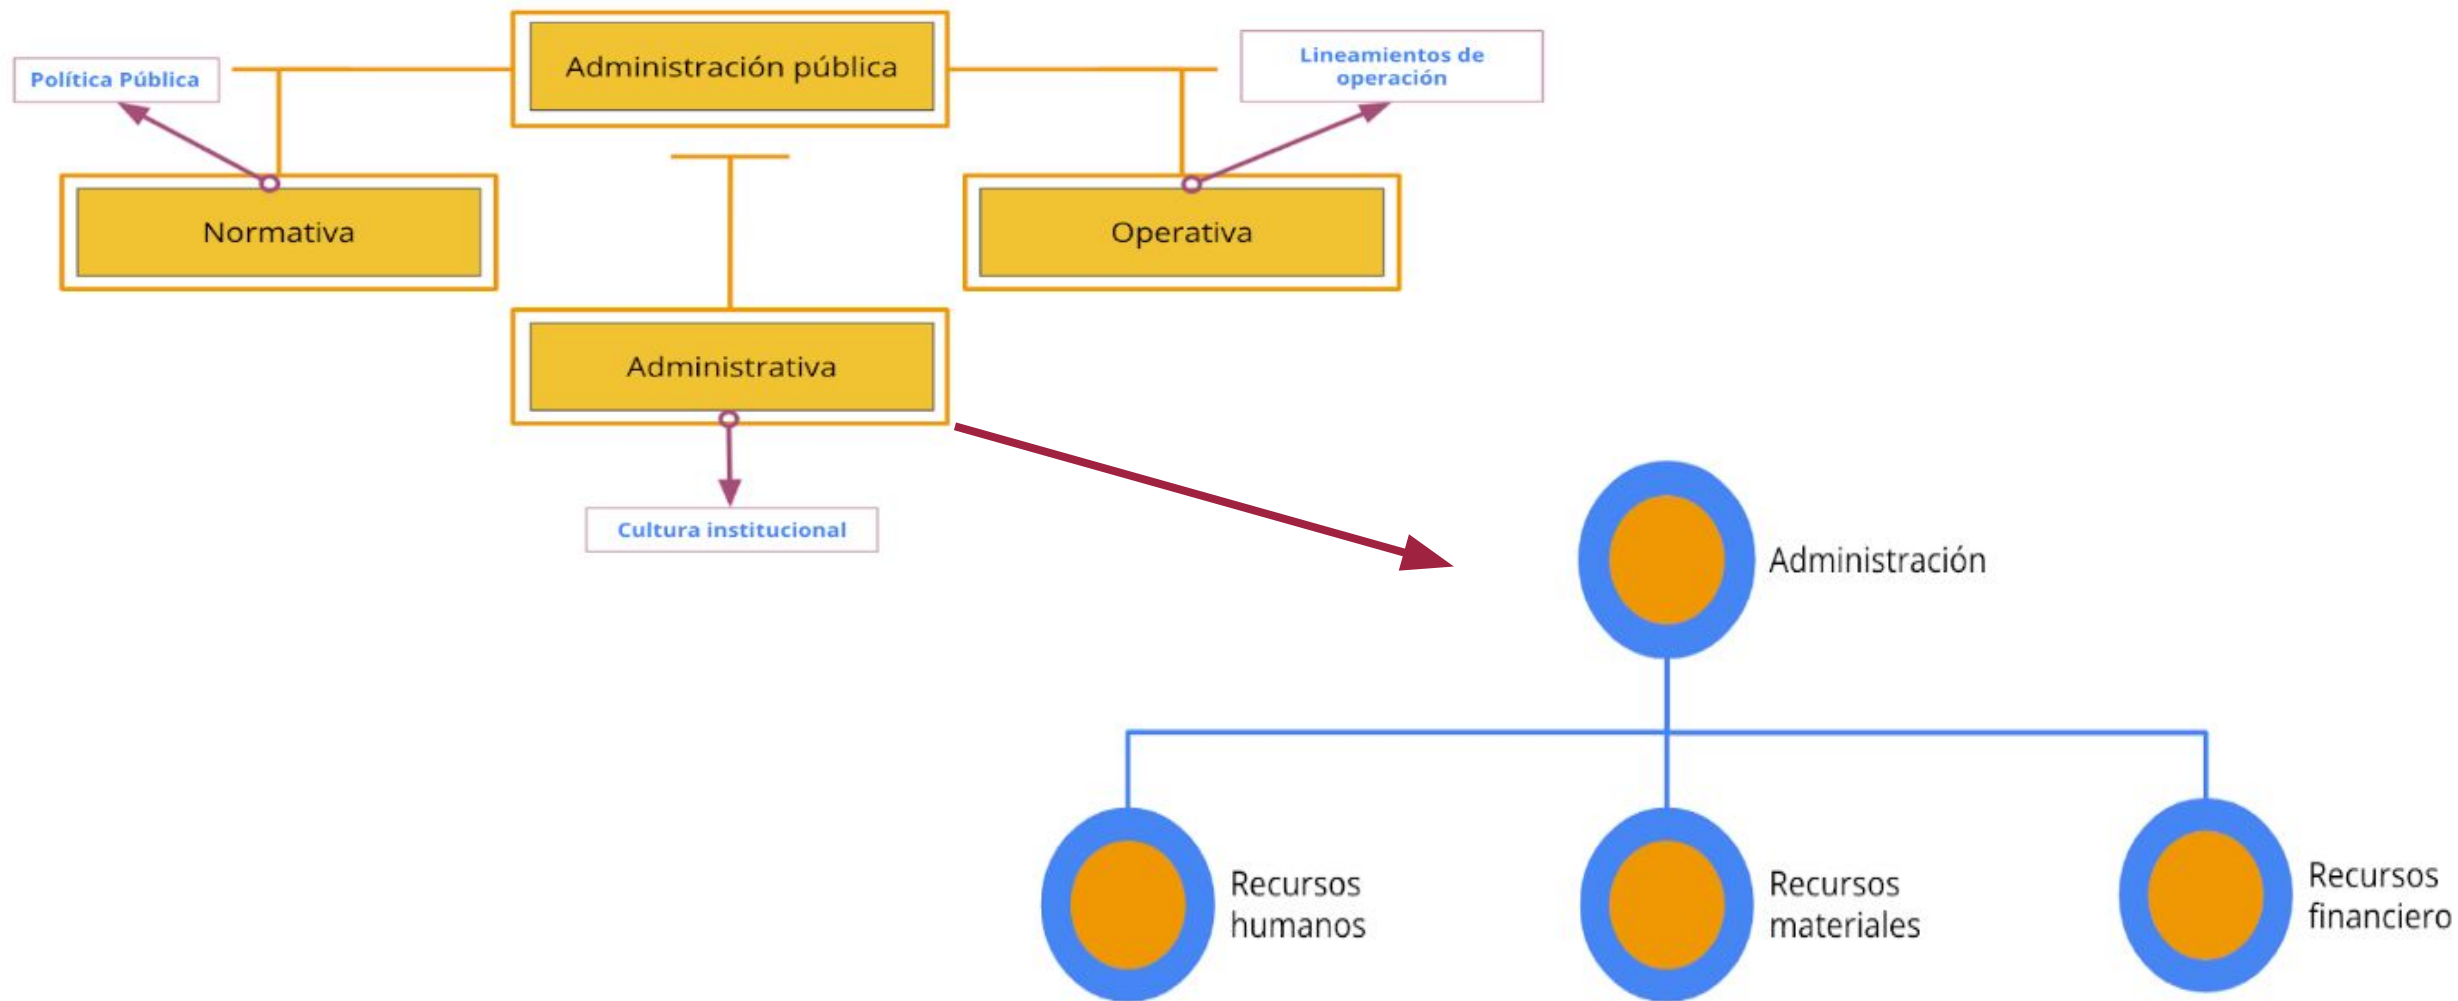 Administración pública
Política Pública
Lineamientos de
operación
Normativa
Operativa
Administrativa
Cultura institucional
Administración
Recursos
humanos
Recursos
materiales
Recursos
financiero